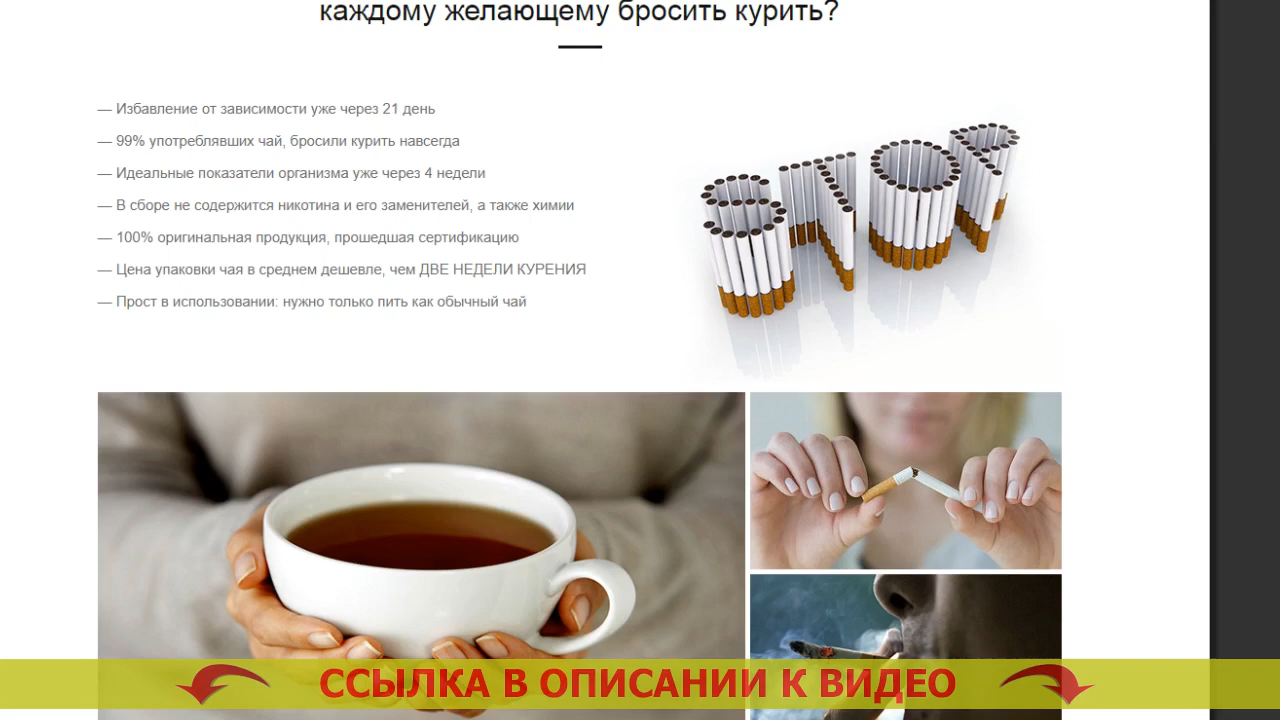 каждому желающему бросить курить?
— Избавление от зависимости уже через 21 день
— 99% употреблявших чай, бросили курить навсегда
— Идеальные показатели организма уже через 4 недели
— В сборе не содержится никотина и его заменителей, а также химии
— 100% оригинальная продукция, прошедшая сертификацию
— Цена упаковки чая в среднем дешевле, чем ДВЕ НЕДЕЛИ КУРЕНИЯ
— Прост в использовании: нужно только пить как обычный чай
STOP
ССЫЛКА В ОПИСАНИИ К ВИДЕО